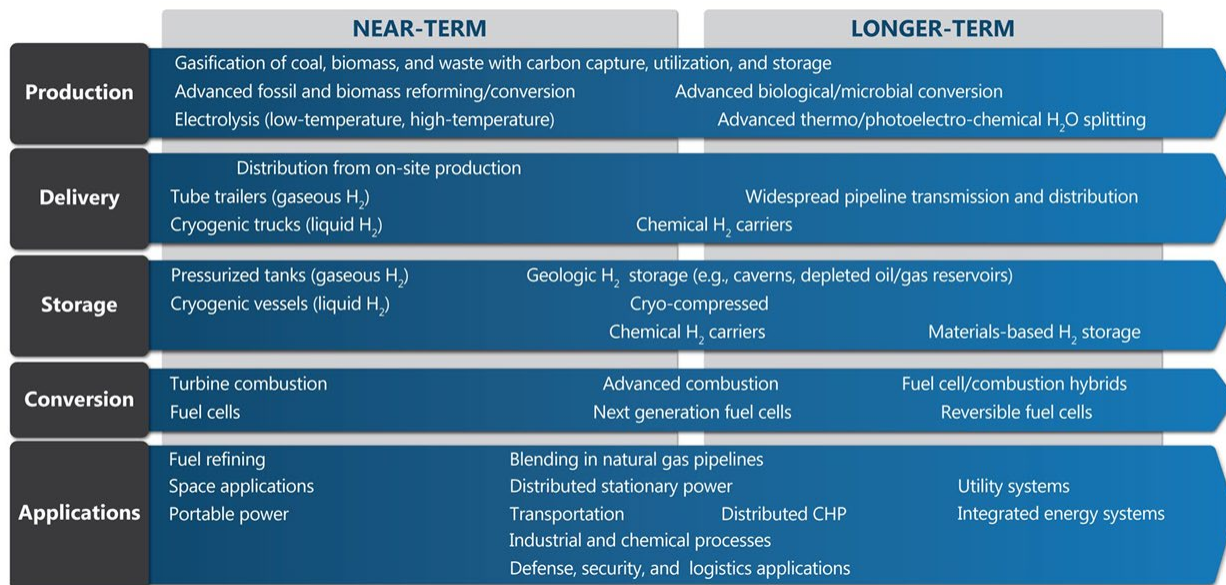 NEAR-TERM LONGER-TERM
Production
Gasification of coal, biomass, and waste with carbon capture, utilization, and storage
Advanced fossil and biomass reforming/conversion Advanced biological/microbial conversion
Electrolysis (low-temperature, high-temperature) Advanced thermo/photoelectro-chemical H₂O splitting
Delivery
Distribution from on-site production
Tube trailers (gaseous H₂) Widespread pipeline transmission and distribution
Cryogenic trucks (liquid H₂) Chemical H₂ carriers
Storage
Pressurized tanks (gaseous H₂) Geologic H₂ storage (e.g., caverns, depleted oil/gas reservoirs)
Cryogenic vessels (liquid H₂) Cryo-compressed
Chemical H₂ carriers Materials-based H₂ storage
Conversion
Turbine combustion Advanced combustion Fuel cell/combustion hybrids
Fuel cells Next generation fuel cells Reversible fuel cells
Applications
Fuel refining Blending in natural gas pipelines
Space applications Distributed stationary power Utility systems
Portable power Transportation Distributed CHP Integrated energy systems
Industrial and chemical processes
Defense, security, and logistics applications